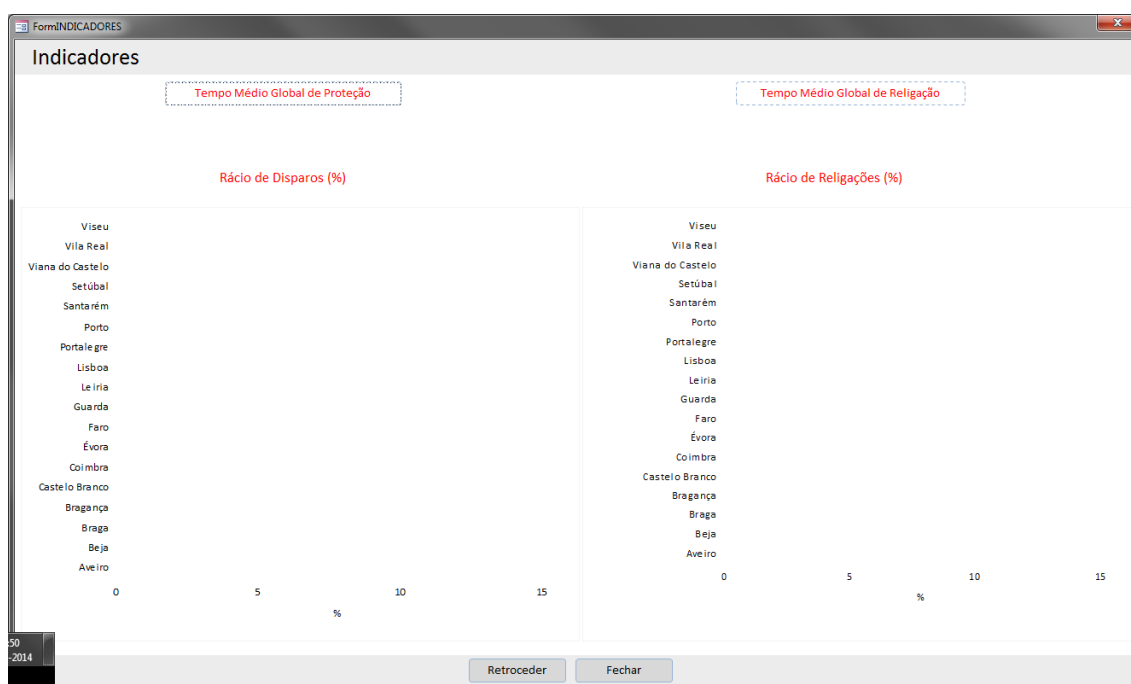 FormINDICADORES
Indicadores
Tempo Médio Global de Proteção
Tempo Médio Global de Religação
Rácio de Disparos (%)
Rácio de Religações (%)
Viseu
Vila Real
Viana do Castelo
Setúbal
Santarém
Porto
Portalegre
Lisboa
Leiria
Guarda
Faro
Évora
Coimbra
Castelo Branco
Bragança
Braga
Beja
Aveiro
0 5 10 15
%
Viseu
Vila Real
Viana do Castelo
Setúbal
Santarém
Porto
Portalegre
Lisboa
Leiria
Guarda
Faro
Évora
Coimbra
Castelo Branco
Bragança
Braga
Beja
Aveiro
0 5 10 15
%
:50
-2014
Retroceder
Fechar